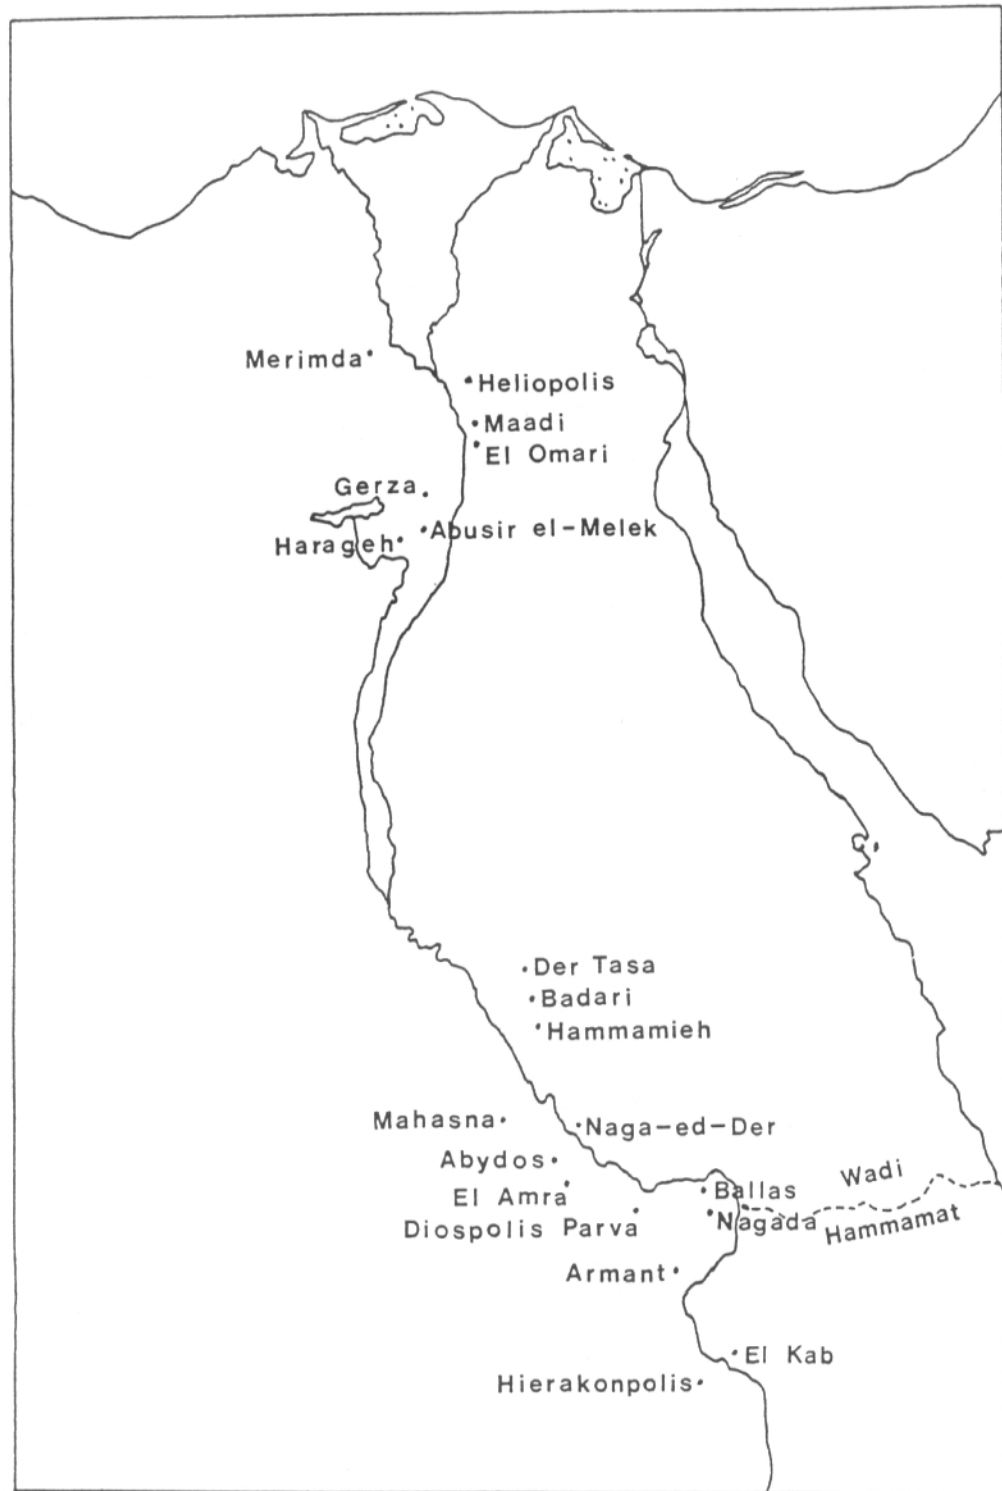 Merimda
Heliopolis
Maadi
El Omari
Gerza
Abusir el-Melek
Harageh
Der Tasa
Badari
Hammamieh
Mahasna
Naga-ed-Der
Abydos
Wadi
El Amra
Ballas
Diospolis Parva
Nagada
Hammamat
Armant
El Kab
Hierakonpolis